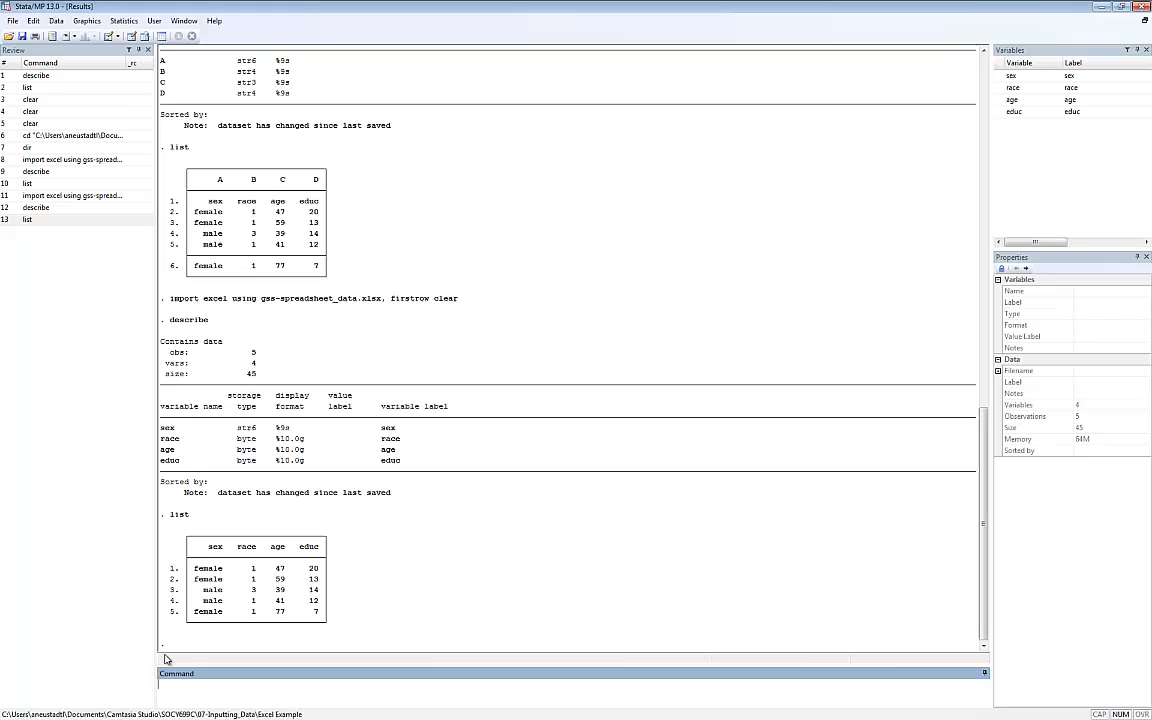 Stata/MP 13.0 - [Results]
File Edit Data Graphics Statistics User Window Help
Review
# Command _rc
1 describe
2 list
3 clear
4 clear
5 clear
6 cd "C:\Users\aneustadtl\Docu...
7 dir
8 import excel using gss-spread...
9 describe
10 list
11 import excel using gss-spread...
12 describe
13 list
A str6 %9s
B str4 %9s
C str3 %9s
D str4 %9s
Sorted by:
Note: dataset has changed since last saved
. list
A B C D
1. sex race age educ
2. female 1 47 20
3. female 1 59 13
4. male 3 39 14
5. male 1 41 12
6. female 1 77 7
. import excel using gss-spreadsheet_data.xlsx, firstrow clear
. describe
Contains data
obs: 5
vars: 4
size: 45
storage display value
variable name type format label variable label
sex str6 %9s sex
race byte %10.0g race
age byte %10.0g age
educ byte %10.0g educ
Sorted by:
Note: dataset has changed since last saved
. list
sex race age educ
1. female 1 47 20
2. female 1 59 13
3. male 3 39 14
4. male 1 41 12
5. female 1 77 7
.
Command
Variables
Variable Label
sex sex
race race
age age
educ educ
Properties
Variables
Name
Label
Type
Format
Value Label
Notes
Data
Filename
Label
Notes
Variables 4
Observations 5
Size 45
Memory 64M
Sorted by
C:\Users\aneustadtl\Documents\Camtasia Studio\SOCY699C\07-Inputting_Data\Excel Example
CAP NUM OVR